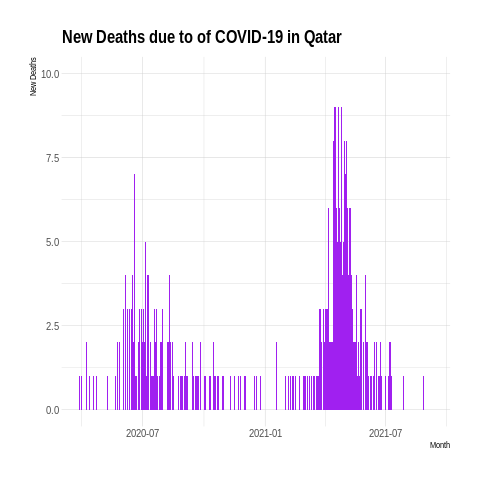 New Deaths due to of COVID-19 in Qatar
New Deaths
10.0
7.5
5.0
2.5
0.0
2020-07
2021-01
2021-07
Month